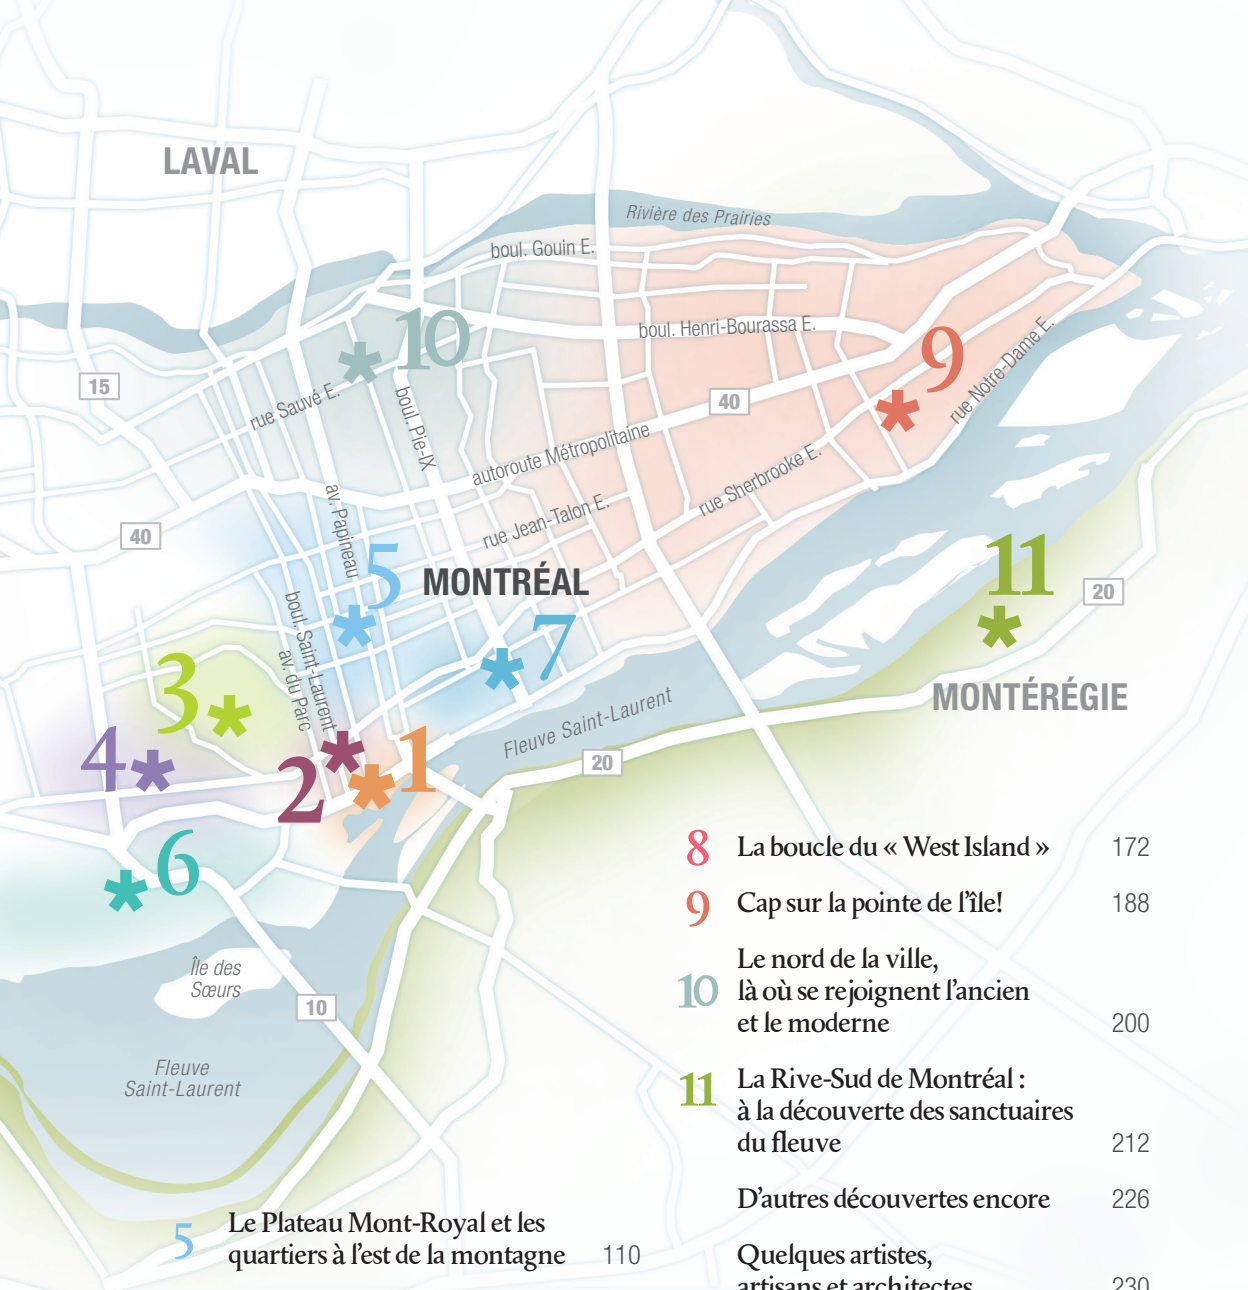 LAVAL
Rivière des Prairies
boul. Gouin E.
boul. Henri-Bourassa E.
10
9
15
rue Sauvé E.
boul. Pie-IX
40
rue Notre-Dame E.
autoroute Métropolitaine
rue Sherbrooke E.
av. Papineau
rue Jean-Talon E.
40
5
MONTRÉAL
11
20
boul. Saint-Laurent
av. du Parc
7
3
MONTÉRÉGIE
Fleuve Saint-Laurent
4
2
1
20
6
Île des
Sœurs
10
Fleuve
Saint-Laurent
8 La boucle du « West Island » 172
9 Cap sur la pointe de l'île! 188
Le nord de la ville,
10 là où se rejoignent l'ancien
et le moderne 200
11 La Rive-Sud de Montréal :
à la découverte des sanctuaires
du fleuve 212
D'autres découvertes encore 226
5 Le Plateau Mont-Royal et les
quartiers à l'est de la montagne 110
Quelques artistes,
artisans et architectes 230